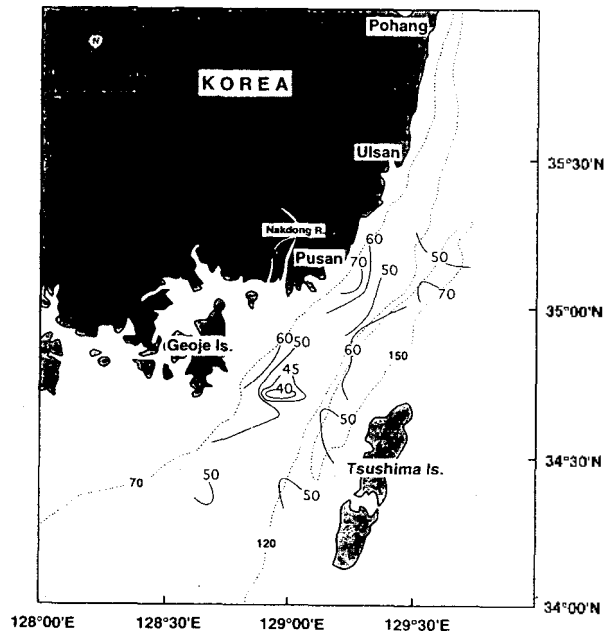 Pohang
N
KOREA
Ulsan
35°30'N
Nakdong R.
60
50
Pusan
70
50
70
35°00'N
60
50
60
150
Geoje Is.
45
40
50
Tsushima Is.
34°30'N
50
70
50
120
34°00'N
128°00'E
128°30'E
129°00'E
129°30'E